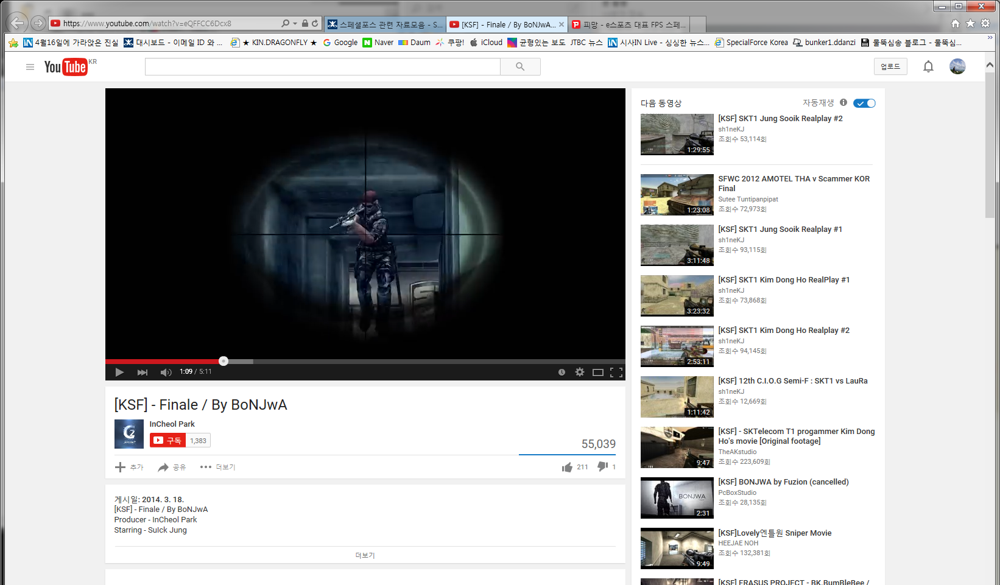 https://www.youtube.com/watch?v=eQFFCC6Dcx8
스페셜포스 관련 자료모음 - S...
[KSF] - Finale / By BoNJwA...
피망 - e스포츠 대표 FPS 스페...
4월16일에 가라앉은 진실
대시보드 - 이메일 ID 와 ...
★ KIN.DRAGONFLY ★
Google
Naver
Daum
쿠팡!
iCloud
균형있는 보도 JTBC 뉴스
시사IN Live - 싱싱한 뉴스...
SpecialForce Korea
bunker1.ddanzi
물뚝심송 블로그 - 물뚝심...
YouTube KR
업로드
1:09 / 5:11
[KSF] - Finale / By BoNJwA
InCheol Park
구독 1,383
55,039
추가
공유
더보기
211
1
게시일: 2014. 3. 18.
[KSF] - Finale / By BoNJwA
Producer - InCheol Park
Starring - SuIck Jung
더보기
다음 동영상
자동재생
[KSF] SKT1 Jung Sooik Realplay #2
sh1neKJ
조회수 53,114회
1:29:55
SFWC 2012 AMOTEL THA v Scammer KOR
Final
Sutee Tuntipanpipat
조회수 72,973회
1:23:08
[KSF] SKT1 Jung Sooik Realplay #1
sh1neKJ
조회수 93,115회
3:11:48
[KSF] SKT1 Kim Dong Ho RealPlay #1
sh1neKJ
조회수 73,868회
3:23:32
[KSF] SKT1 Kim Dong Ho Realplay #2
sh1neKJ
조회수 94,145회
2:53:11
[KSF] 12th C.I.O.G Semi-F : SKT1 vs LauRa
sh1neKJ
조회수 12,669회
1:11:42
[KSF] - SKTelecom T1 progammer Kim Dong
Ho's movie [Original footage]
TheAKstudio
조회수 223,609회
9:47
[KSF] BONJWA by Fuzion (cancelled)
PcBoxStudio
조회수 28,135회
BONJWA
2:31
[KSF]Lovely엔틀원 Sniper Movie
HEEJAE NOH
조회수 132,381회
9:49
[KSF] ERASUS PROJECT - BK.BumBleBee /